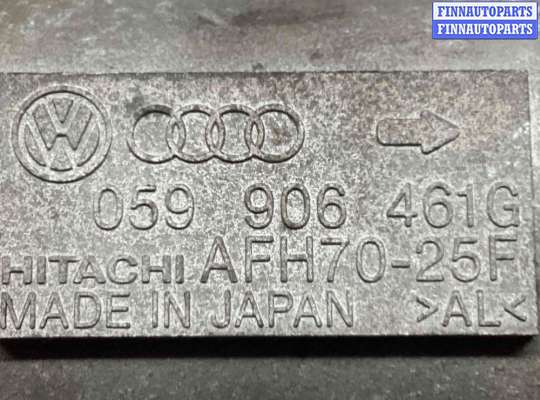 FINNAUTOPARTS
FINNAUTOPARTS
059 906 461G
HITACHI AFH70-25F
MADE IN JAPAN >AL<